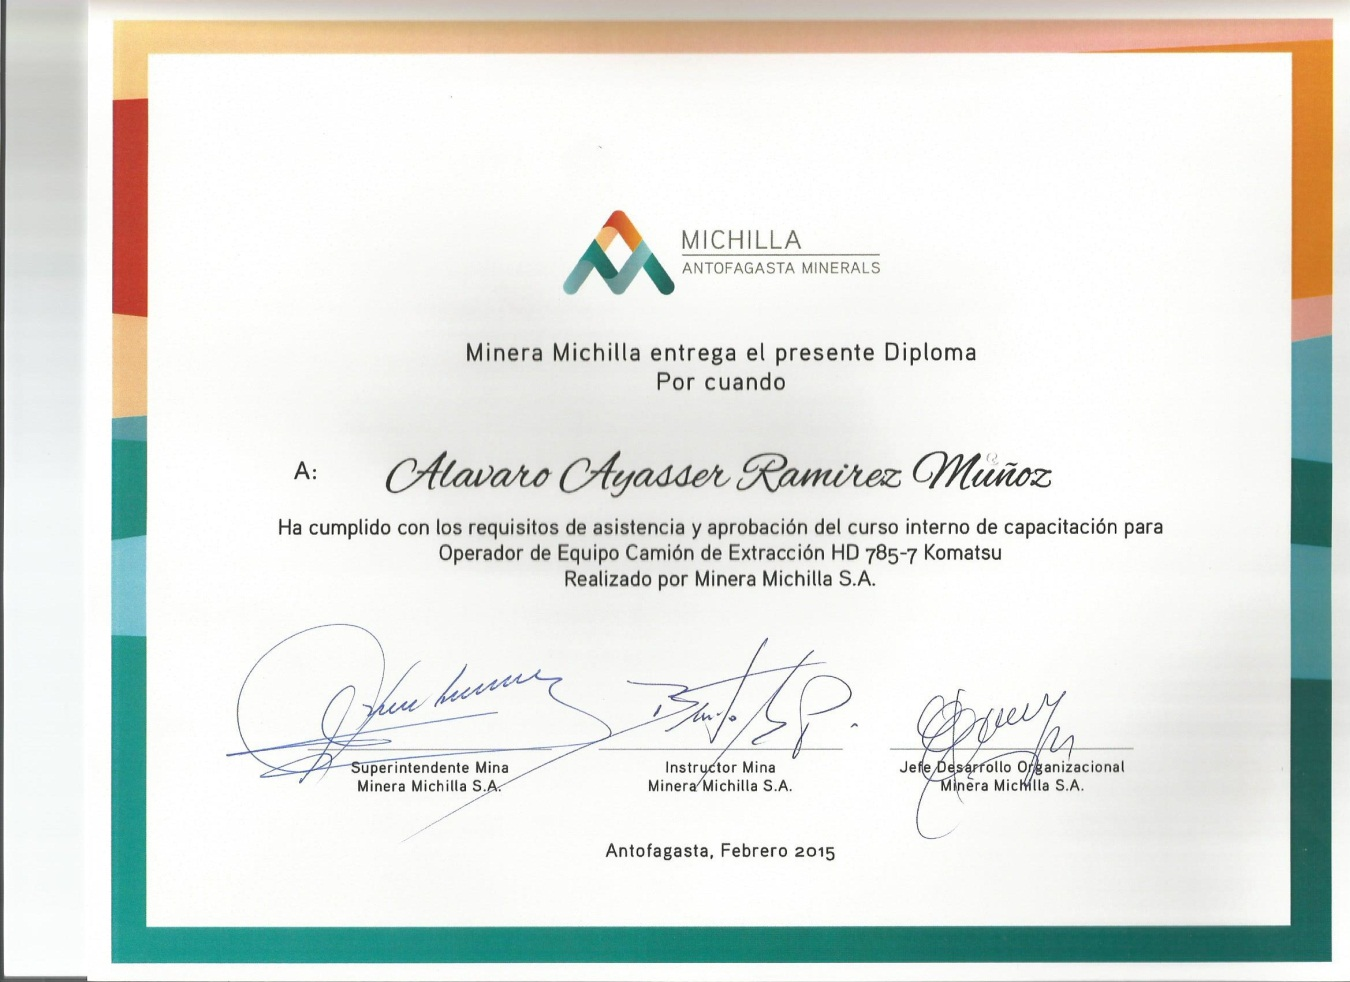 MICHILLA
ANTOFAGASTA MINERALS
Minera Michilla entrega el presente Diploma
Por cuando
A: Alavaro Ayasser Ramirez Múñoz
Ha cumplido con los requisitos de asistencia y aprobación del curso interno de capacitación para
Operador de Equipo Camión de Extracción HD 785-7 Komatsu
Realizado por Minera Michilla S.A.
Superintendente Mina
Minera Michilla S.A.
Instructor Mina
Minera Michilla S.A.
Jefe Desarrollo Organizacional
Minera Michilla S.A.
Antofagasta, Febrero 2015